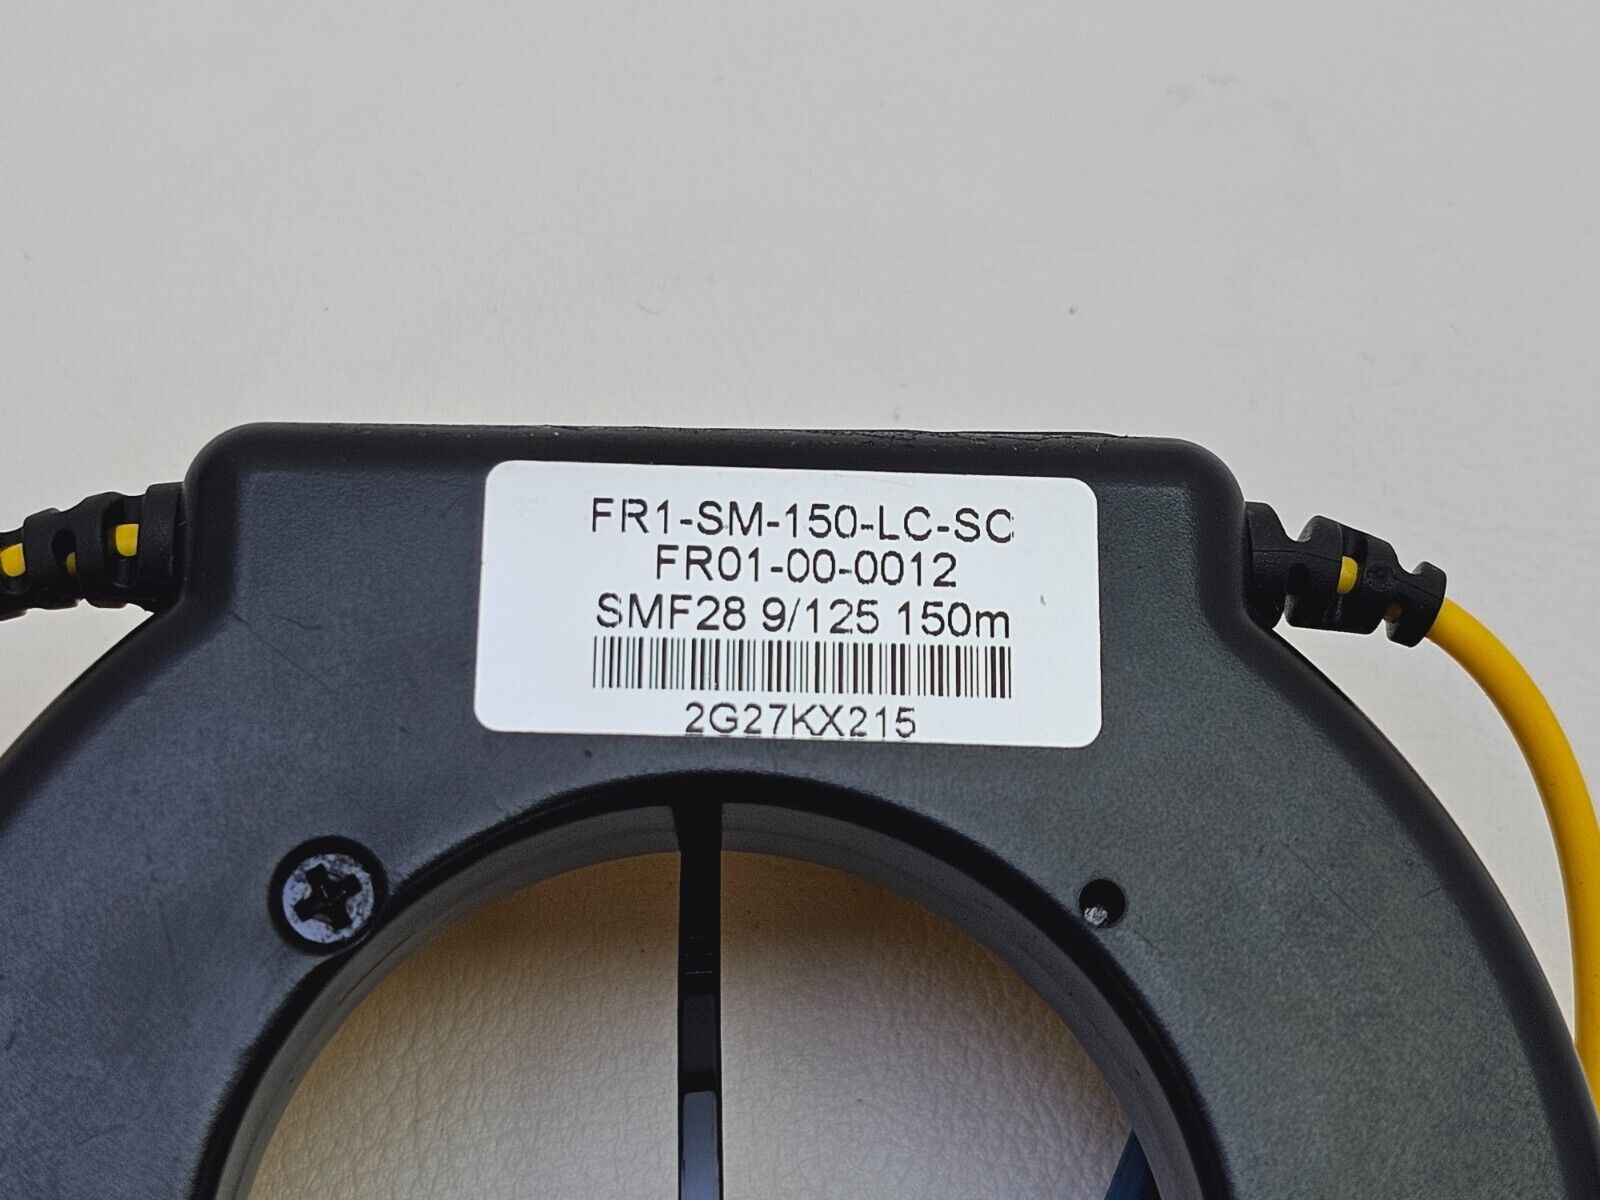 FR1-SM-150-LC-SC
FR01-00-0012
SMF28 9/125 150m
2G27KX215